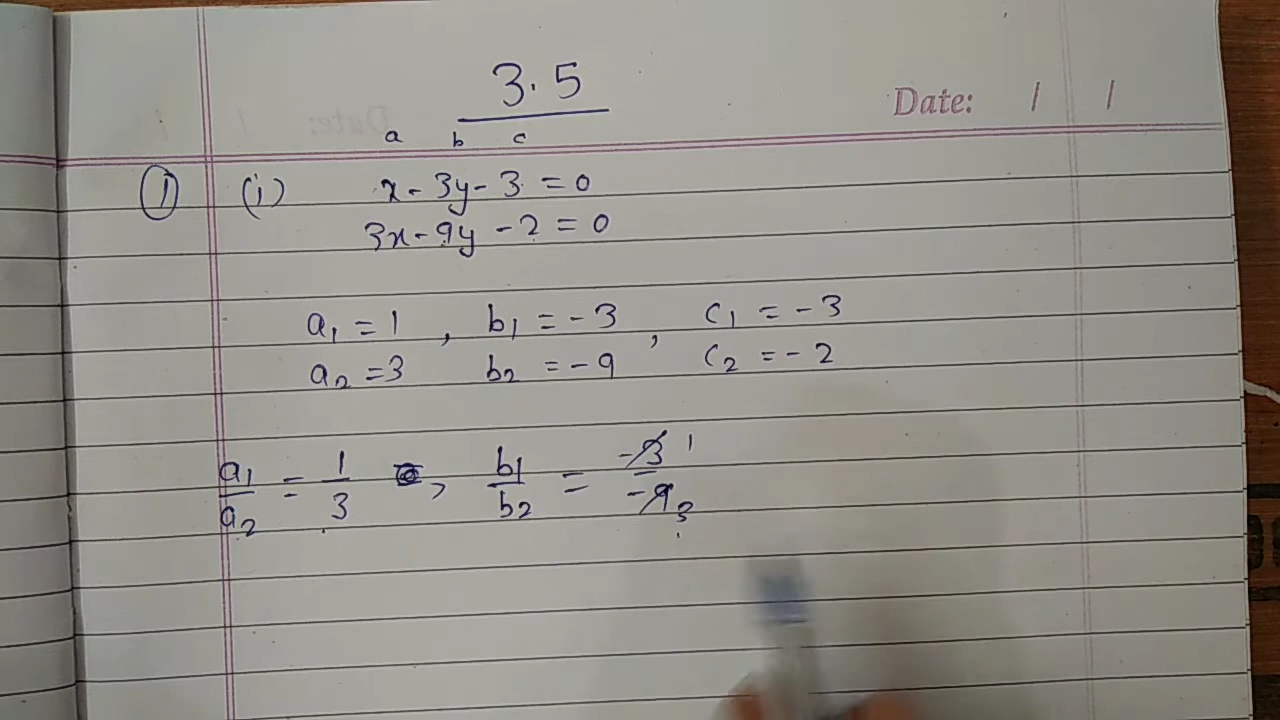 3.5
Date: / /
a b c
① (i) x - 3y - 3 = 0
3x - 9y - 2 = 0
a₁ = 1 , b₁ = -3 , c₁ = -3
a₂ = 3 b₂ = -9 c₂ = -2
a₁/a₂ = 1/3 , b₁/b₂ = -3/-9 1 3